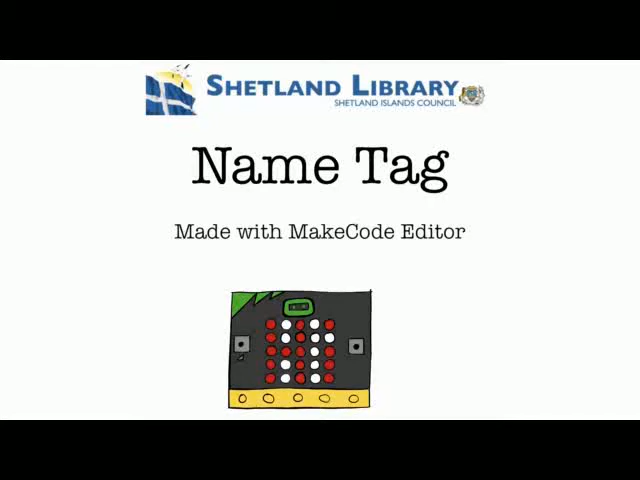 SHETLAND LIBRARY
SHETLAND ISLANDS COUNCIL
Name Tag
Made with MakeCode Editor